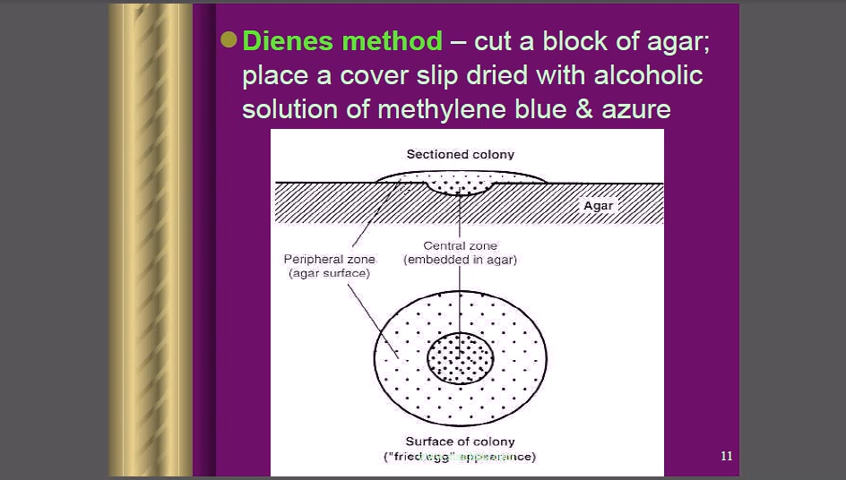 Dienes method – cut a block of agar;
place a cover slip dried with alcoholic
solution of methylene blue & azure
Sectioned colony
Agar
Peripheral zone
(agar surface)
Central zone
(embedded in agar)
Surface of colony
("fried egg" appearance)
11